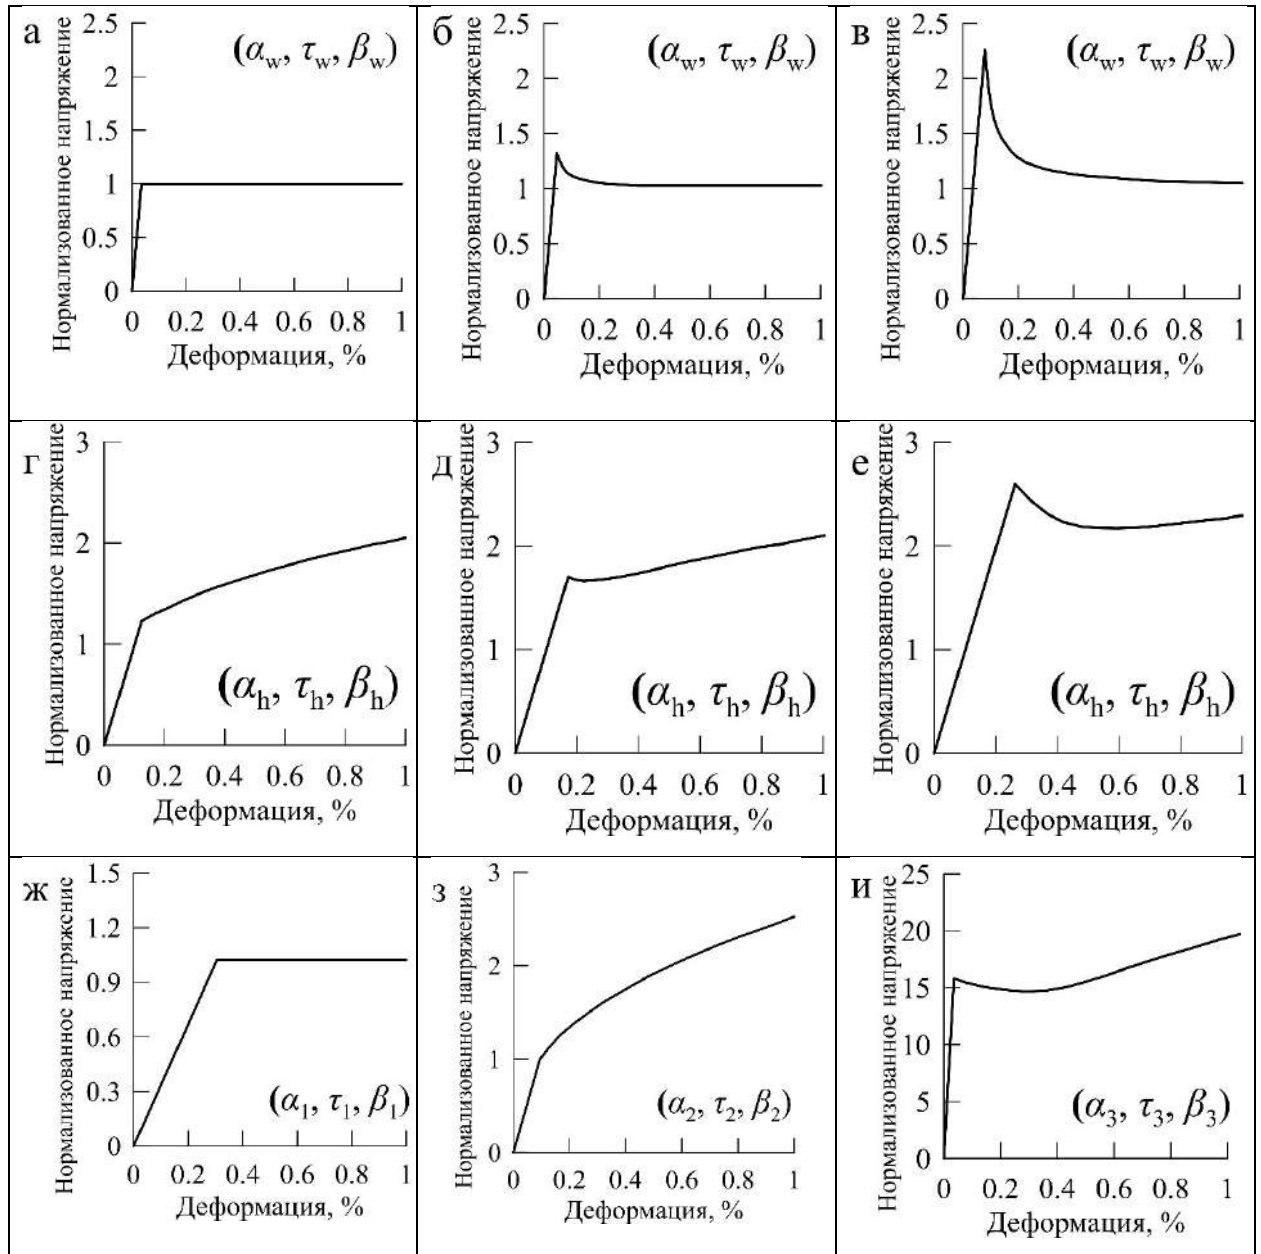 а
Нормализованное напряжение
2.5
2
1.5
1
0.5
0
(αw, τw, βw)
0 0.2 0.4 0.6 0.8 1
Деформация, %
б
Нормализованное напряжение
2.5
2
1.5
1
0.5
0
(αw, τw, βw)
0 0.2 0.4 0.6 0.8 1
Деформация, %
в
Нормализованное напряжение
2.5
2
1.5
1
0.5
0
(αw, τw, βw)
0 0.2 0.4 0.6 0.8 1
Деформация, %
г
Нормализованное напряжение
3
2
1
0
(αh, τh, βh)
0 0.2 0.4 0.6 0.8 1
Деформация, %
д
Нормализованное напряжение
3
2
1
0
(αh, τh, βh)
0 0.2 0.4 0.6 0.8 1
Деформация, %
е
Нормализованное напряжение
3
2
1
0
(αh, τh, βh)
0 0.2 0.4 0.6 0.8 1
Деформация, %
ж
Нормализованное напряжение
1.5
1.2
0.9
0.6
0.3
0
(α1, τ1, β1)
0 0.2 0.4 0.6 0.8 1
Деформация, %
з
Нормализованное напряжение
3
2
1
0
(α2, τ2, β2)
0 0.2 0.4 0.6 0.8 1
Деформация, %
и
Нормализованное напряжение
25
20
15
10
5
0
(α3, τ3, β3)
0 0.2 0.4 0.6 0.8 1
Деформация, %